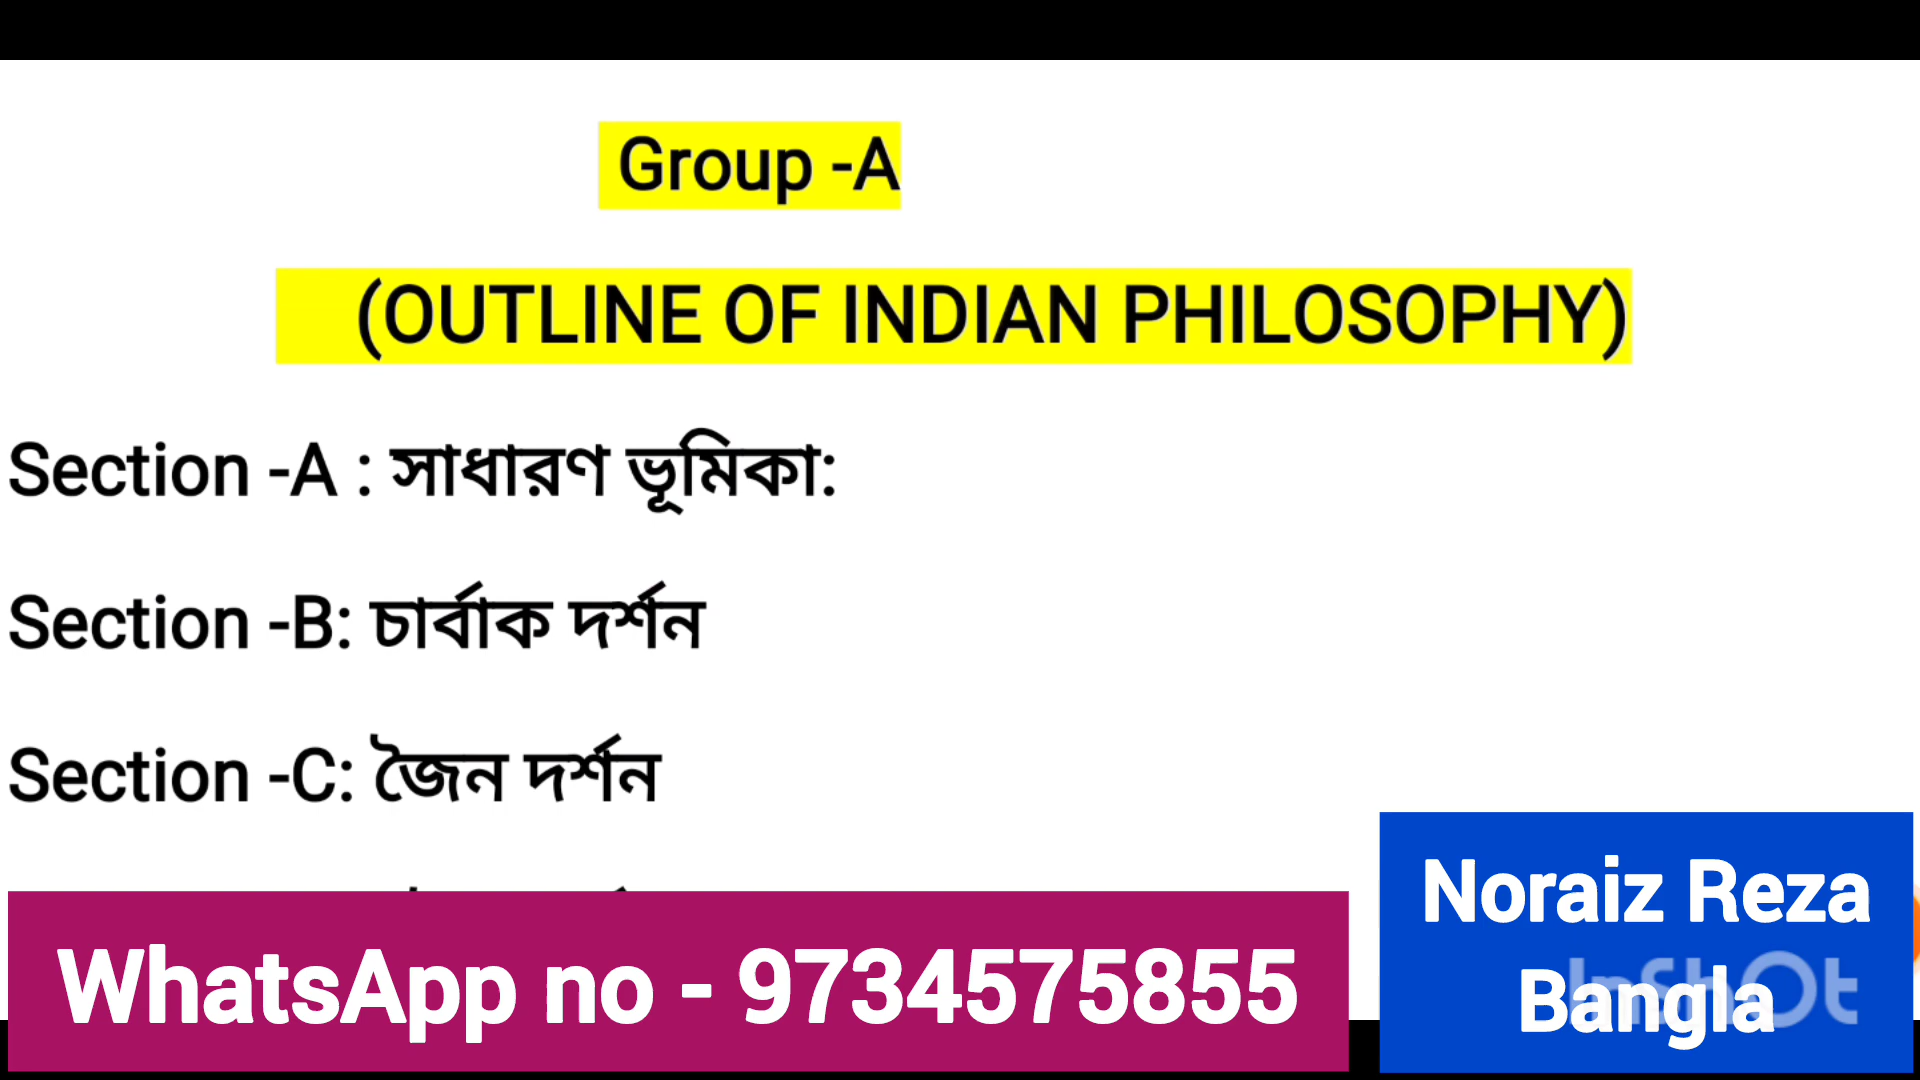 Group -A
(OUTLINE OF INDIAN PHILOSOPHY)
Section -A : সাধারণ ভূমিকা:
Section -B: চার্বাক দর্শন
Section -C: জৈন দর্শন
WhatsApp no - 9734575855
Noraiz Reza
Bangla
InShOt